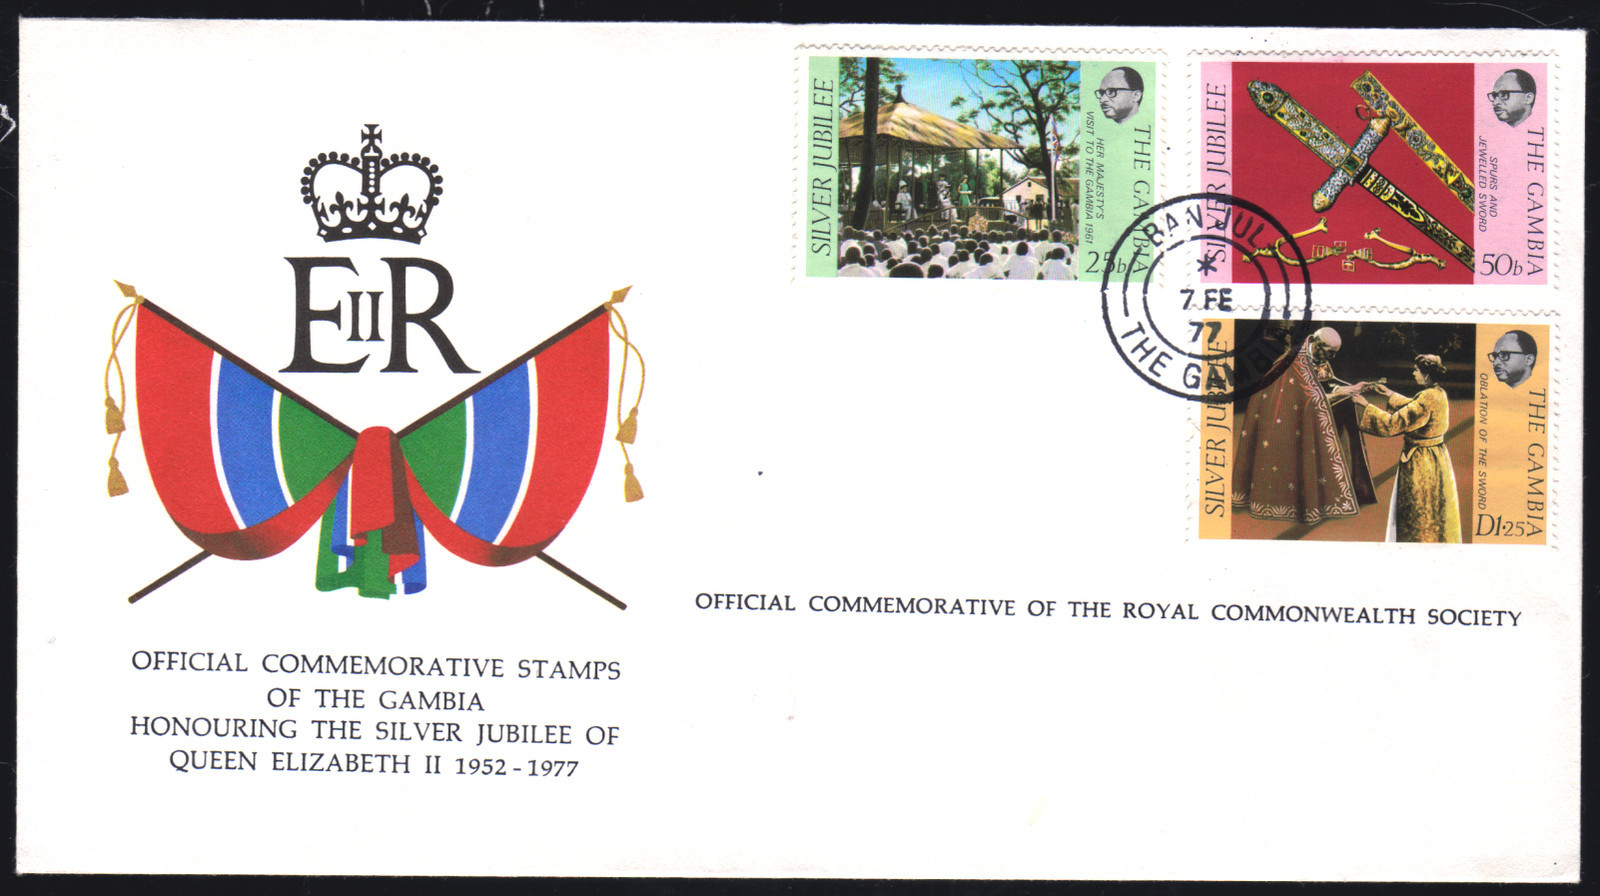 EIIR
OFFICIAL COMMEMORATIVE STAMPS
OF THE GAMBIA
HONOURING THE SILVER JUBILEE OF
QUEEN ELIZABETH II 1952-1977
SILVER JUBILEE
HER MAJESTY'S
VISIT TO THE GAMBIA 1961
THE GAMBIA
25b
SILVER JUBILEE
SPURS AND
JEWELLED SWORD
THE GAMBIA
50b
BANJUL
*
7 FE
77
THE GAMBIA
SILVER JUBILEE
OBLATION OF THE SWORD
THE GAMBIA
D1·25
OFFICIAL COMMEMORATIVE OF THE ROYAL COMMONWEALTH SOCIETY